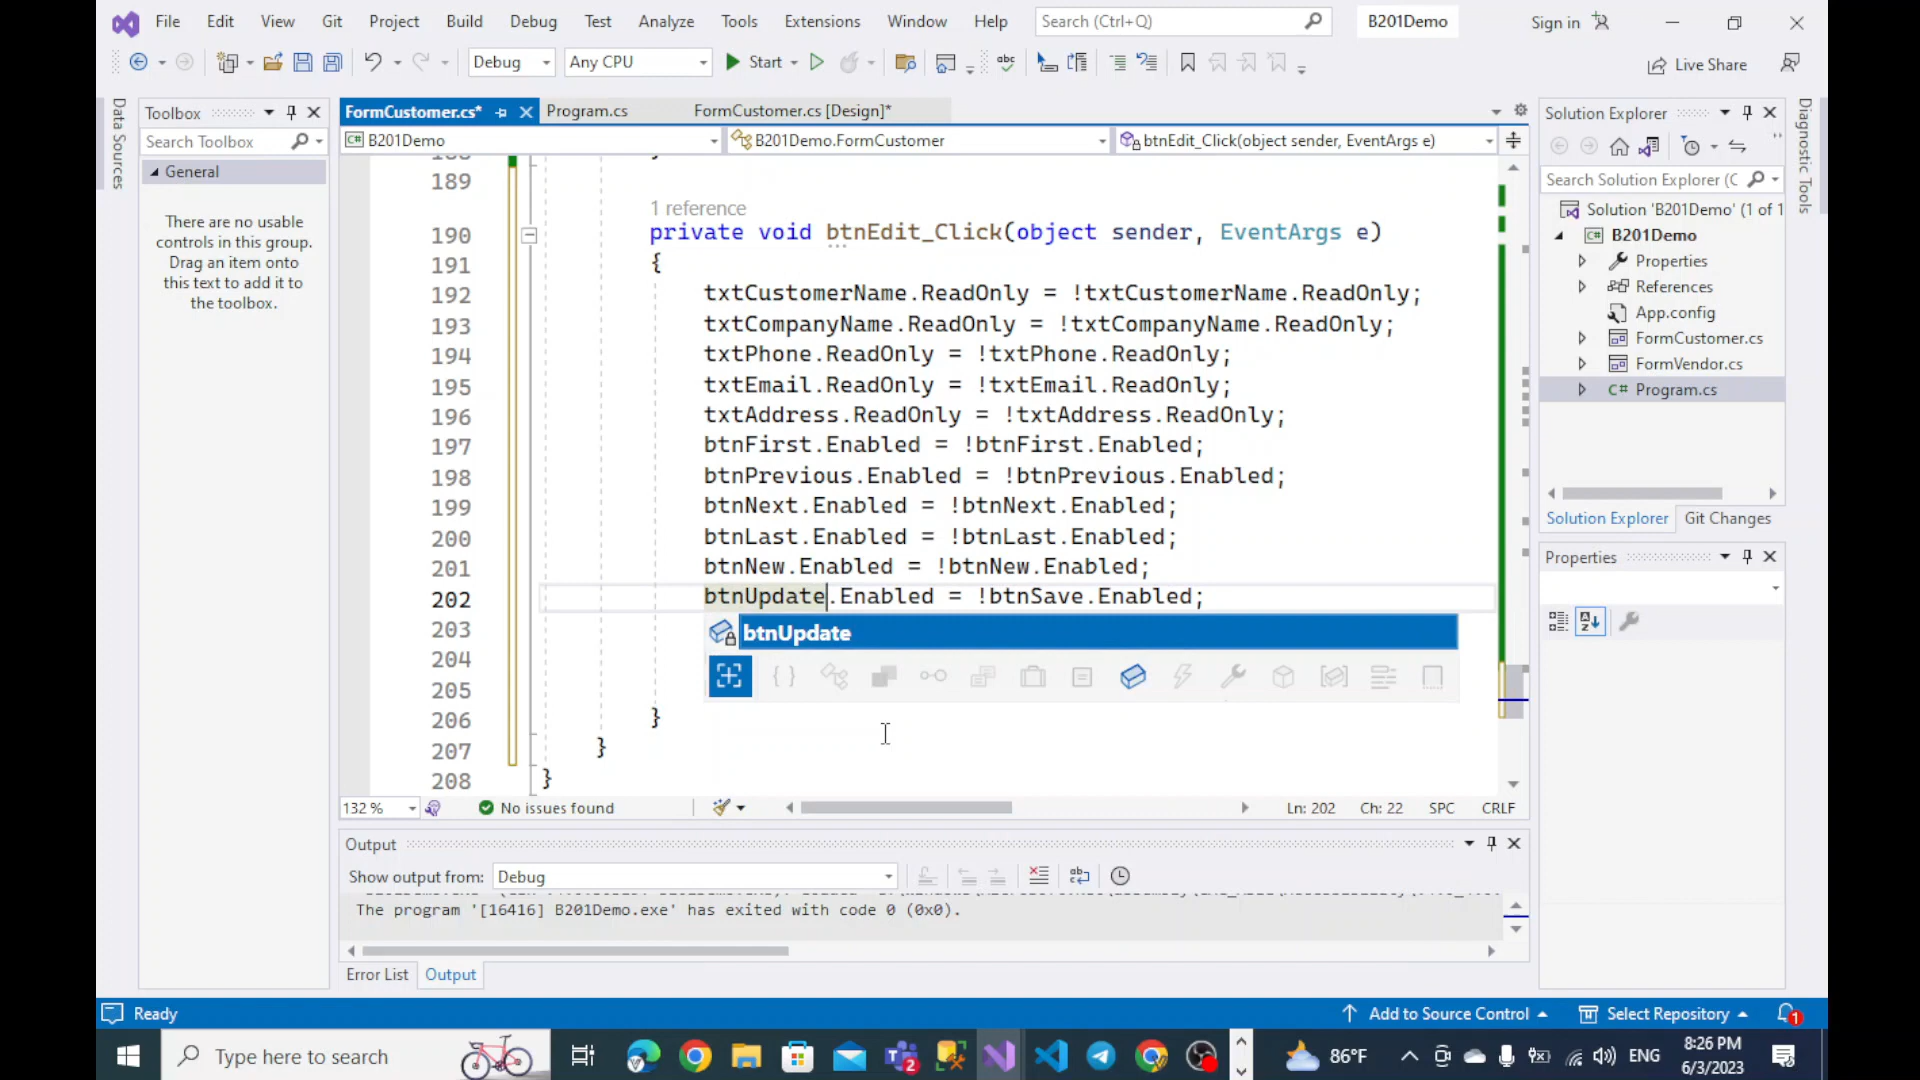 File Edit View Git Project Build Debug Test Analyze Tools Extensions Window Help Search (Ctrl+Q) B201Demo Sign in
Debug Any CPU Start Live Share
Data Sources
Toolbox
Search Toolbox
General
There are no usable
controls in this group.
Drag an item onto
this text to add it to
the toolbox.
FormCustomer.cs* Program.cs FormCustomer.cs [Design]*
B201Demo B201Demo.FormCustomer btnEdit_Click(object sender, EventArgs e)
189
1 reference
190 private void btnEdit_Click(object sender, EventArgs e)
191 {
192 txtCustomerName.ReadOnly = !txtCustomerName.ReadOnly;
193 txtCompanyName.ReadOnly = !txtCompanyName.ReadOnly;
194 txtPhone.ReadOnly = !txtPhone.ReadOnly;
195 txtEmail.ReadOnly = !txtEmail.ReadOnly;
196 txtAddress.ReadOnly = !txtAddress.ReadOnly;
197 btnFirst.Enabled = !btnFirst.Enabled;
198 btnPrevious.Enabled = !btnPrevious.Enabled;
199 btnNext.Enabled = !btnNext.Enabled;
200 btnLast.Enabled = !btnLast.Enabled;
201 btnNew.Enabled = !btnNew.Enabled;
202 btnUpdate.Enabled = !btnSave.Enabled;
203 btnUpdate
204
205
206 }
207 }
208 }
132 % No issues found Ln: 202 Ch: 22 SPC CRLF
Output
Show output from: Debug
The program '[16416] B201Demo.exe' has exited with code 0 (0x0).
Error List Output
Solution Explorer
Search Solution Explorer (C
Solution 'B201Demo' (1 of 1
B201Demo
Properties
References
App.config
FormCustomer.cs
FormVendor.cs
C# Program.cs
Solution Explorer Git Changes
Properties
Diagnostic Tools
Ready Add to Source Control Select Repository 1
Type here to search 2 86°F ENG 8:26 PM
6/3/2023